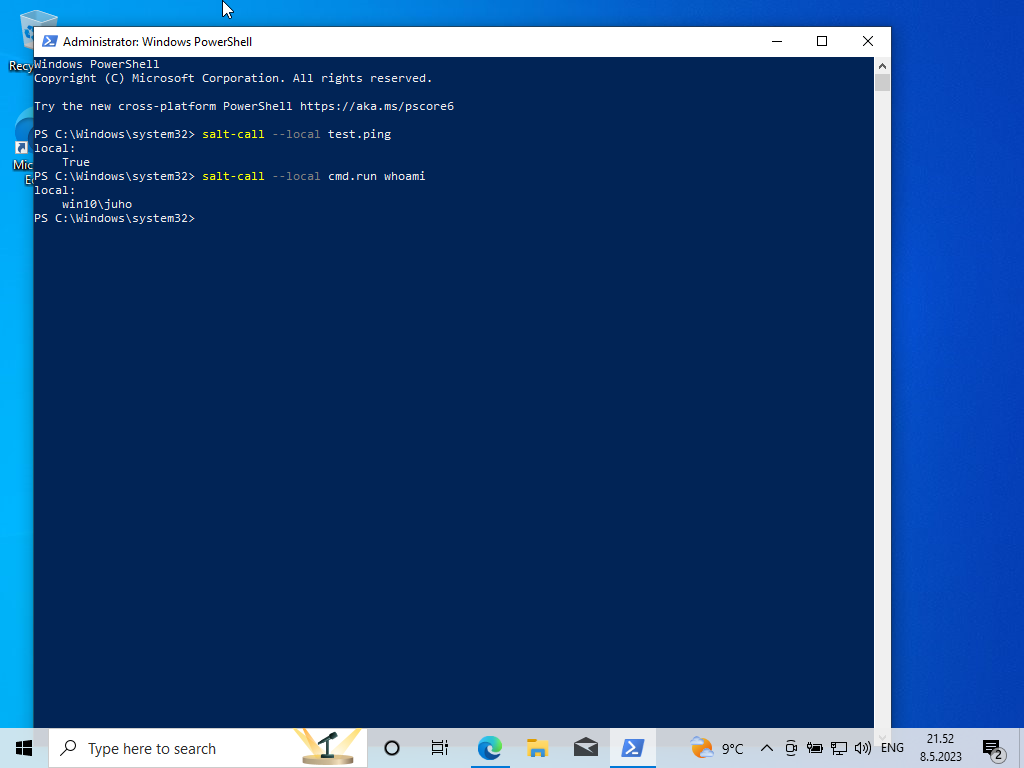 Administrator: Windows PowerShell
Recy
Windows PowerShell
Copyright (C) Microsoft Corporation. All rights reserved.
Try the new cross-platform PowerShell https://aka.ms/pscore6
PS C:\Windows\system32> salt-call --local test.ping
local:
True
Mic
PS C:\Windows\system32> salt-call --local cmd.run whoami
E
local:
win10\juho
PS C:\Windows\system32>
Type here to search
9°C
ENG
21.52
8.5.2023
2